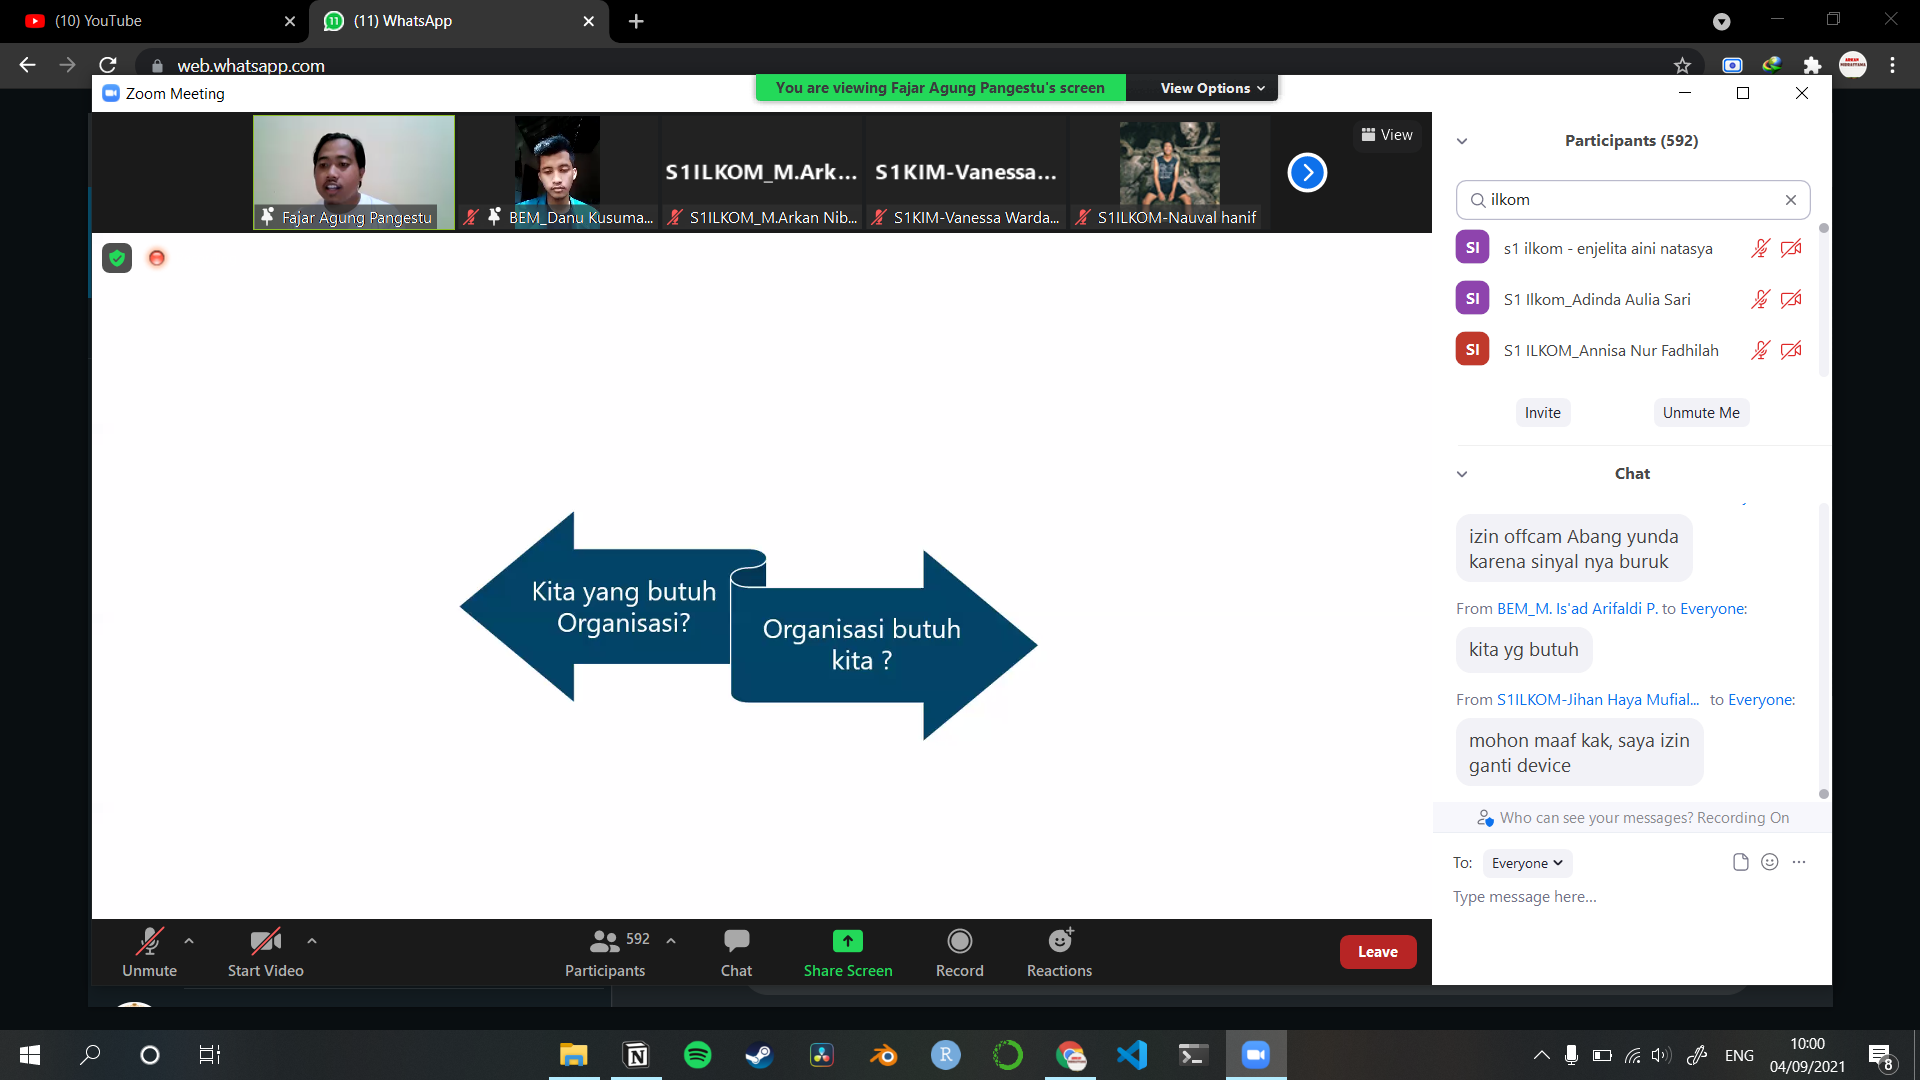 (10) YouTube
(11) WhatsApp
web.whatsapp.com
Zoom Meeting
You are viewing Fajar Agung Pangestu's screen
View Options
View
Fajar Agung Pangestu
BEM_Danu Kusuma...
S1ILKOM_M.Ark...
S1ILKOM_M.Arkan Nib...
S1KIM-Vanessa...
S1KIM-Vanessa Warda...
S1ILKOM-Nauval hanif
Kita yang butuh
Organisasi?
Organisasi butuh
kita ?
Participants (592)
ilkom
SI
s1 ilkom - enjelita aini natasya
SI
S1 Ilkom_Adinda Aulia Sari
SI
S1 ILKOM_Annisa Nur Fadhilah
Invite
Unmute Me
Chat
izin offcam Abang yunda
karena sinyal nya buruk
From BEM_M. Is'ad Arifaldi P. to Everyone:
kita yg butuh
From S1ILKOM-Jihan Haya Mufial... to Everyone:
mohon maaf kak, saya izin
ganti device
Who can see your messages? Recording On
To: Everyone
Type message here...
Unmute
Start Video
592
Participants
Chat
Share Screen
Record
Reactions
Leave
ENG
10:00
04/09/2021
8